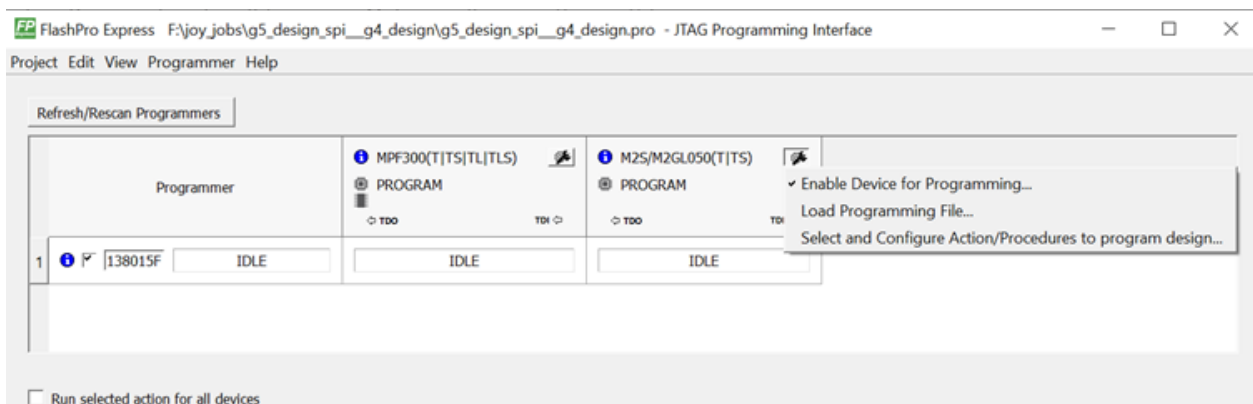 FP FlashPro Express F:\joy_jobs\g5_design_spi__g4_design\g5_design_spi__g4_design.pro - JTAG Programming Interface
Project Edit View Programmer Help
Refresh/Rescan Programmers
Programmer
MPF300(T|TS|TL|TLS)
PROGRAM
TDO
TDI
M2S/M2GL050(T|TS)
PROGRAM
TDO
Enable Device for Programming...
Load Programming File...
Select and Configure Action/Procedures to program design...
1 138015F IDLE IDLE IDLE
Run selected action for all devices